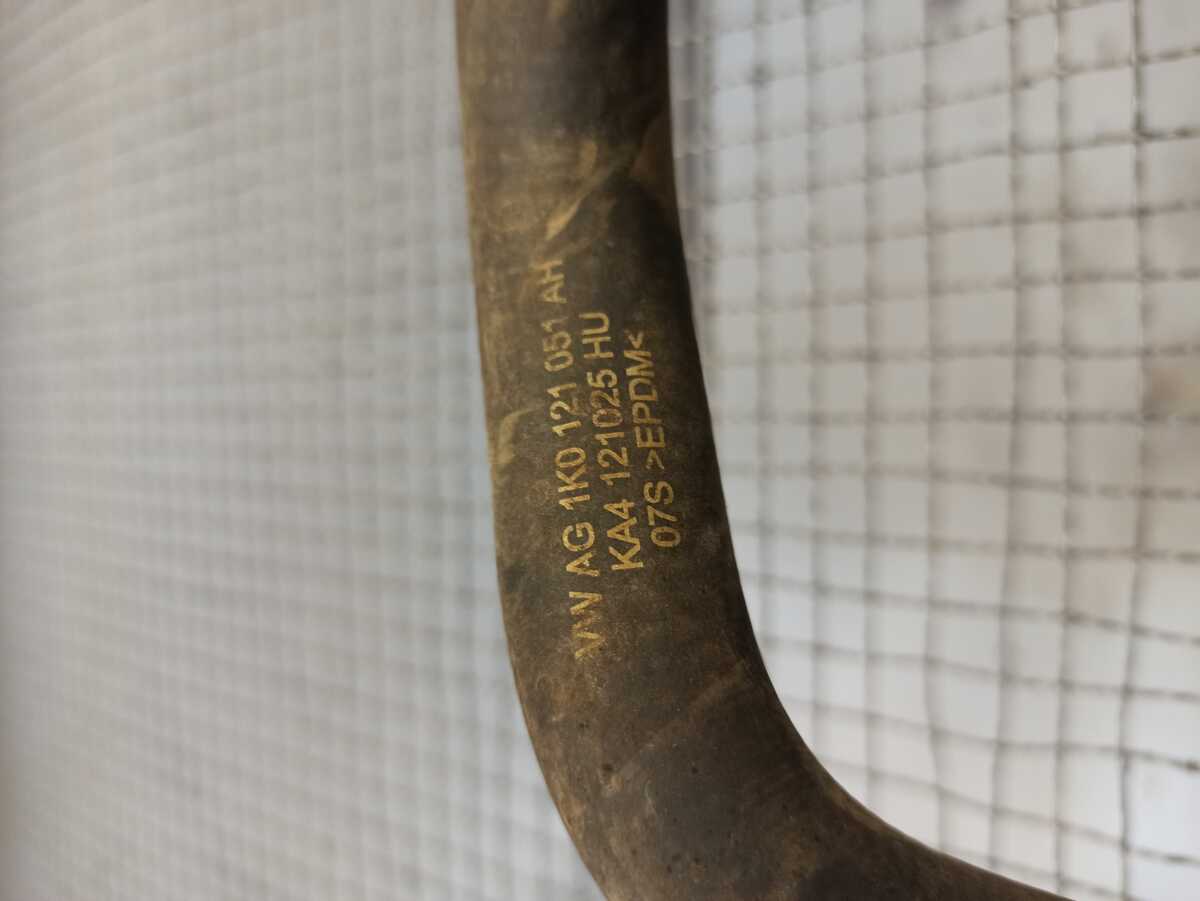 VW AG 1K0 121 051 AH
KA4 121025 HU
07S >EPDM<